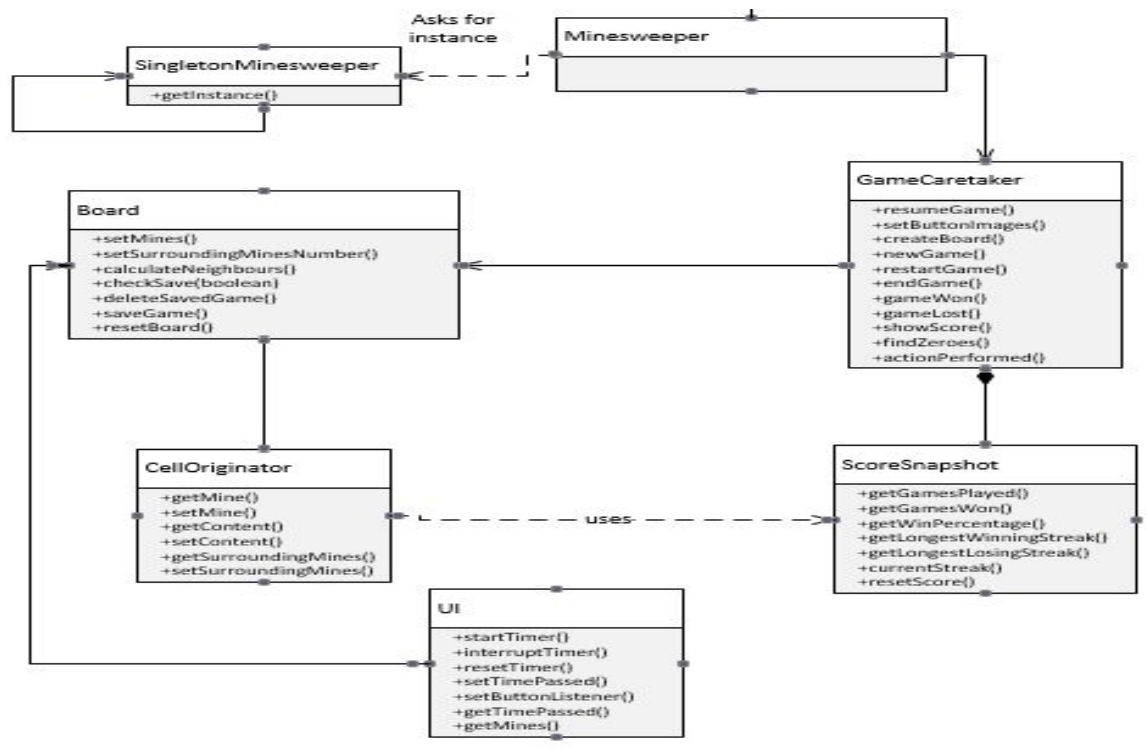 Asks for
instance
Minesweeper
SingletonMinesweeper
+getInstance()
GameCaretaker
+resumeGame()
+setButtonImages()
+createBoard()
+newGame()
+restartGame()
+endGame()
+gameWon()
+gameLost()
+showScore()
+findZeroes()
+actionPerformed()
Board
+setMines()
+setSurroundingMinesNumber()
+calculateNeighbours()
+checkSave(boolean)
+deleteSavedGame()
+saveGame()
+resetBoard()
CellOriginator
+getMine()
+setMine()
+getContent()
+setContent()
+getSurroundingMines()
+setSurroundingMines()
uses
ScoreSnapshot
+getGamesPlayed()
+getGamesWon()
+getWinPercentage()
+getLongestWinningStreak()
+getLongestLosingStreak()
+currentStreak()
+resetScore()
UI
+startTimer()
+interruptTimer()
+resetTimer()
+setTimePassed()
+setButtonListener()
+getTimePassed()
+getMines()